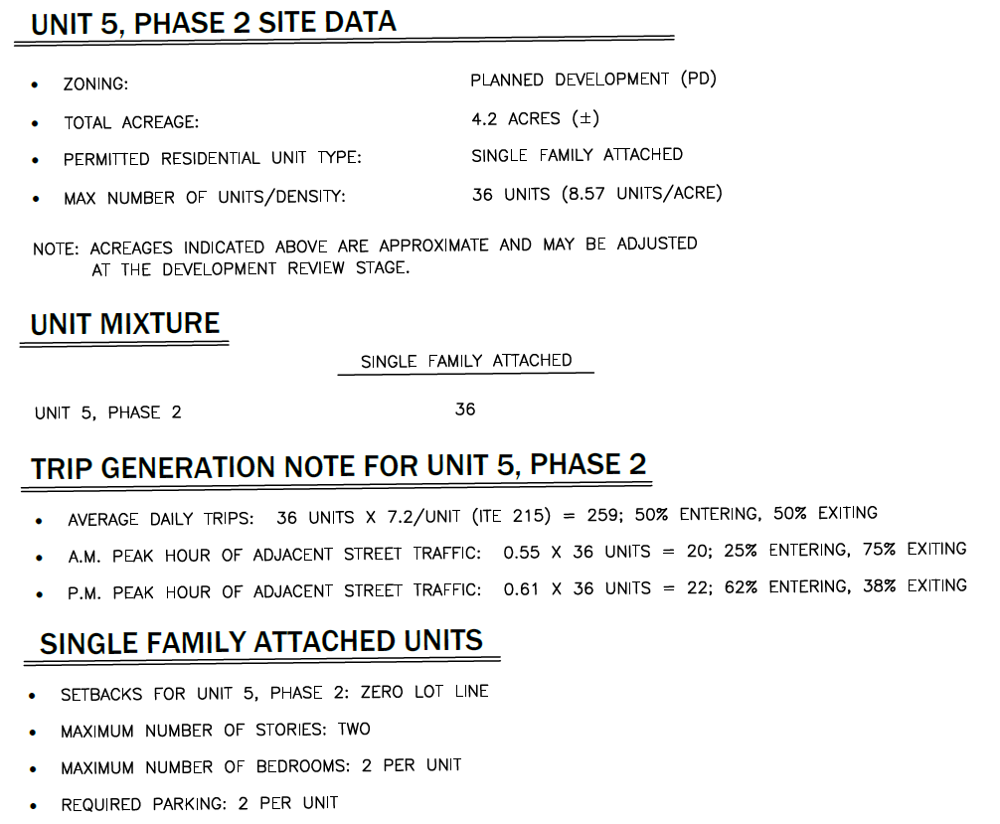 UNIT 5, PHASE 2 SITE DATA
• ZONING: PLANNED DEVELOPMENT (PD)
• TOTAL ACREAGE: 4.2 ACRES (±)
• PERMITTED RESIDENTIAL UNIT TYPE: SINGLE FAMILY ATTACHED
• MAX NUMBER OF UNITS/DENSITY: 36 UNITS (8.57 UNITS/ACRE)
NOTE: ACREAGES INDICATED ABOVE ARE APPROXIMATE AND MAY BE ADJUSTED
AT THE DEVELOPMENT REVIEW STAGE.
UNIT MIXTURE
SINGLE FAMILY ATTACHED
UNIT 5, PHASE 2 36
TRIP GENERATION NOTE FOR UNIT 5, PHASE 2
• AVERAGE DAILY TRIPS: 36 UNITS X 7.2/UNIT (ITE 215) = 259; 50% ENTERING, 50% EXITING
• A.M. PEAK HOUR OF ADJACENT STREET TRAFFIC: 0.55 X 36 UNITS = 20; 25% ENTERING, 75% EXITING
• P.M. PEAK HOUR OF ADJACENT STREET TRAFFIC: 0.61 X 36 UNITS = 22; 62% ENTERING, 38% EXITING
SINGLE FAMILY ATTACHED UNITS
• SETBACKS FOR UNIT 5, PHASE 2: ZERO LOT LINE
• MAXIMUM NUMBER OF STORIES: TWO
• MAXIMUM NUMBER OF BEDROOMS: 2 PER UNIT
• REQUIRED PARKING: 2 PER UNIT